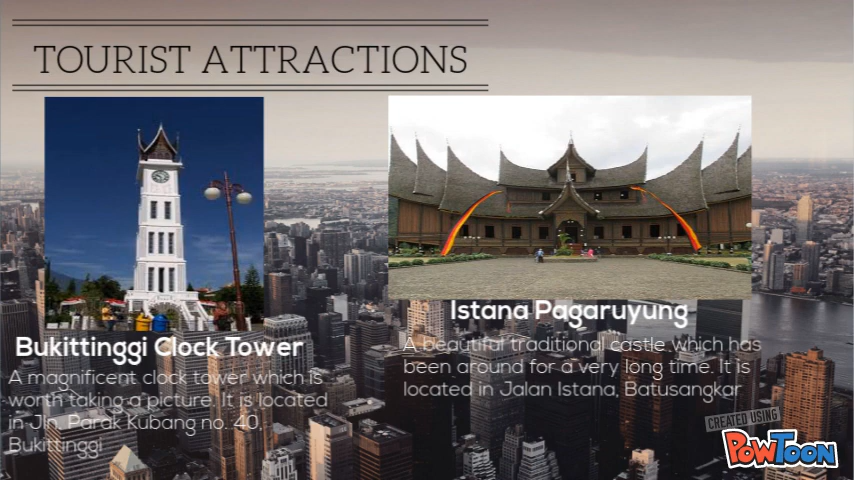 TOURIST ATTRACTIONS
Bukittinggi Clock Tower
A magnificent clock tower which is
worth taking a picture. It is located
in Jln. Parak Kubang no. 40,
Bukittinggi
Istana Pagaruyung
A beautiful traditional castle which has
been around for a very long time. It is
located in Jalan Istana, Batusangkar
CREATED USING
POWTOON